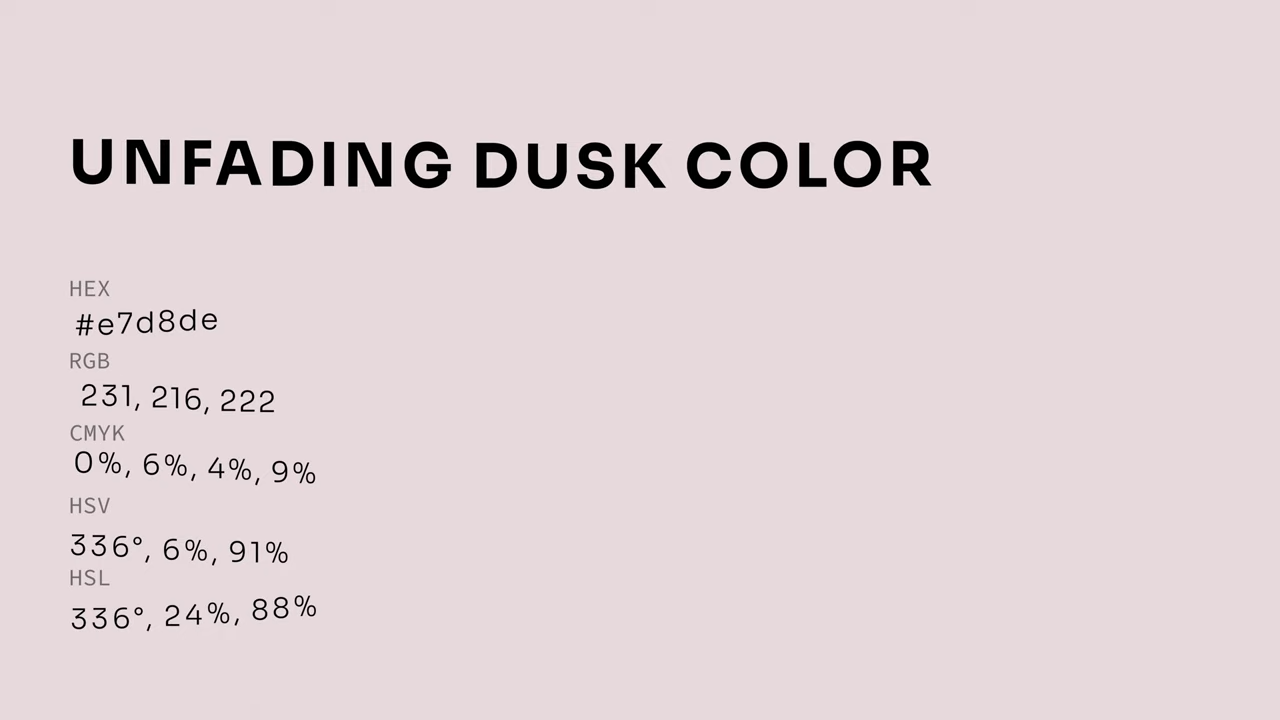 UNFADING DUSK COLOR
HEX
#e7d8de
RGB
231, 216, 222
CMYK
0%, 6%, 4%, 9%
HSV
336°, 6%, 91%
HSL
336°, 24%, 88%